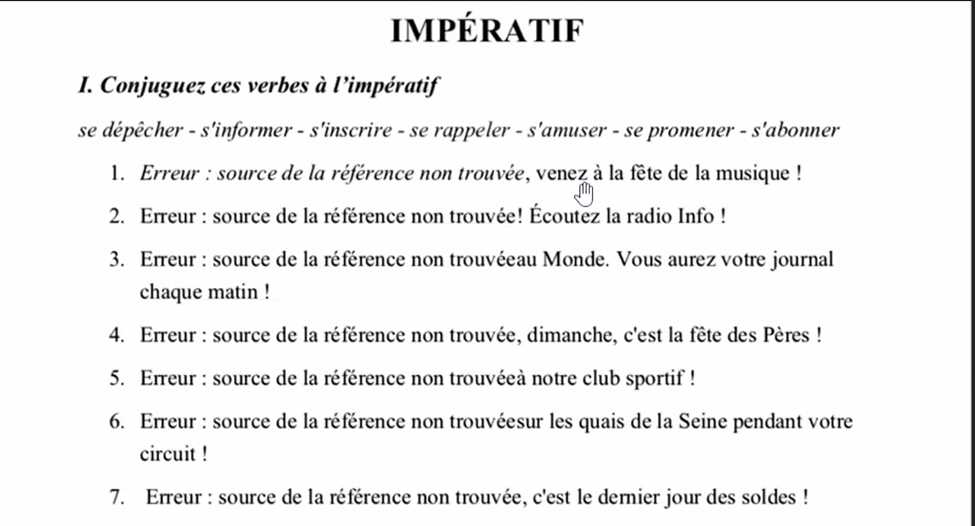 IMPÉRATIF
I. Conjuguez ces verbes à l'impératif
se dépêcher - s'informer - s'inscrire - se rappeler - s'amuser - se promener - s'abonner
1. Erreur : source de la référence non trouvée, venez à la fête de la musique !
2. Erreur : source de la référence non trouvée! Écoutez la radio Info !
3. Erreur : source de la référence non trouvéeau Monde. Vous aurez votre journal
chaque matin !
4. Erreur : source de la référence non trouvée, dimanche, c'est la fête des Pères !
5. Erreur : source de la référence non trouvéeà notre club sportif !
6. Erreur : source de la référence non trouvéesur les quais de la Seine pendant votre
circuit !
7. Erreur : source de la référence non trouvée, c'est le dernier jour des soldes !